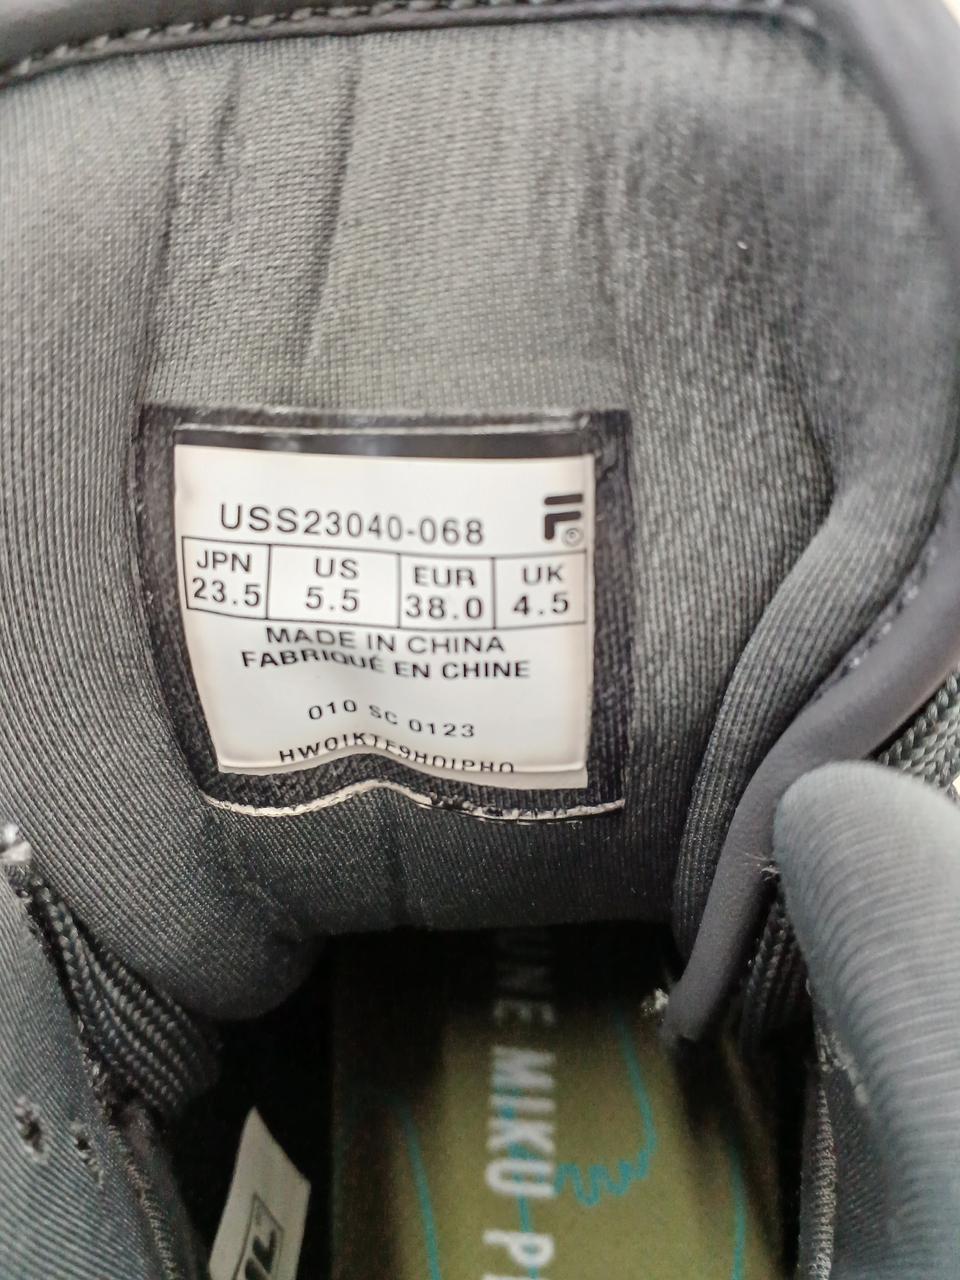 USS23040-068
JPN US EUR UK
23.5 5.5 38.0 4.5
MADE IN CHINA
FABRIQUÉ EN CHINE
010 SC 0123
HW01KTF9H01PH0
MIKU